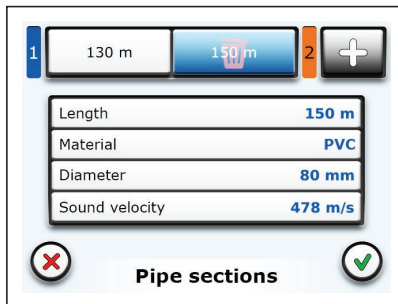 1 130 m 150 m 2
Length 150 m
Material PVC
Diameter 80 mm
Sound velocity 478 m/s
Pipe sections